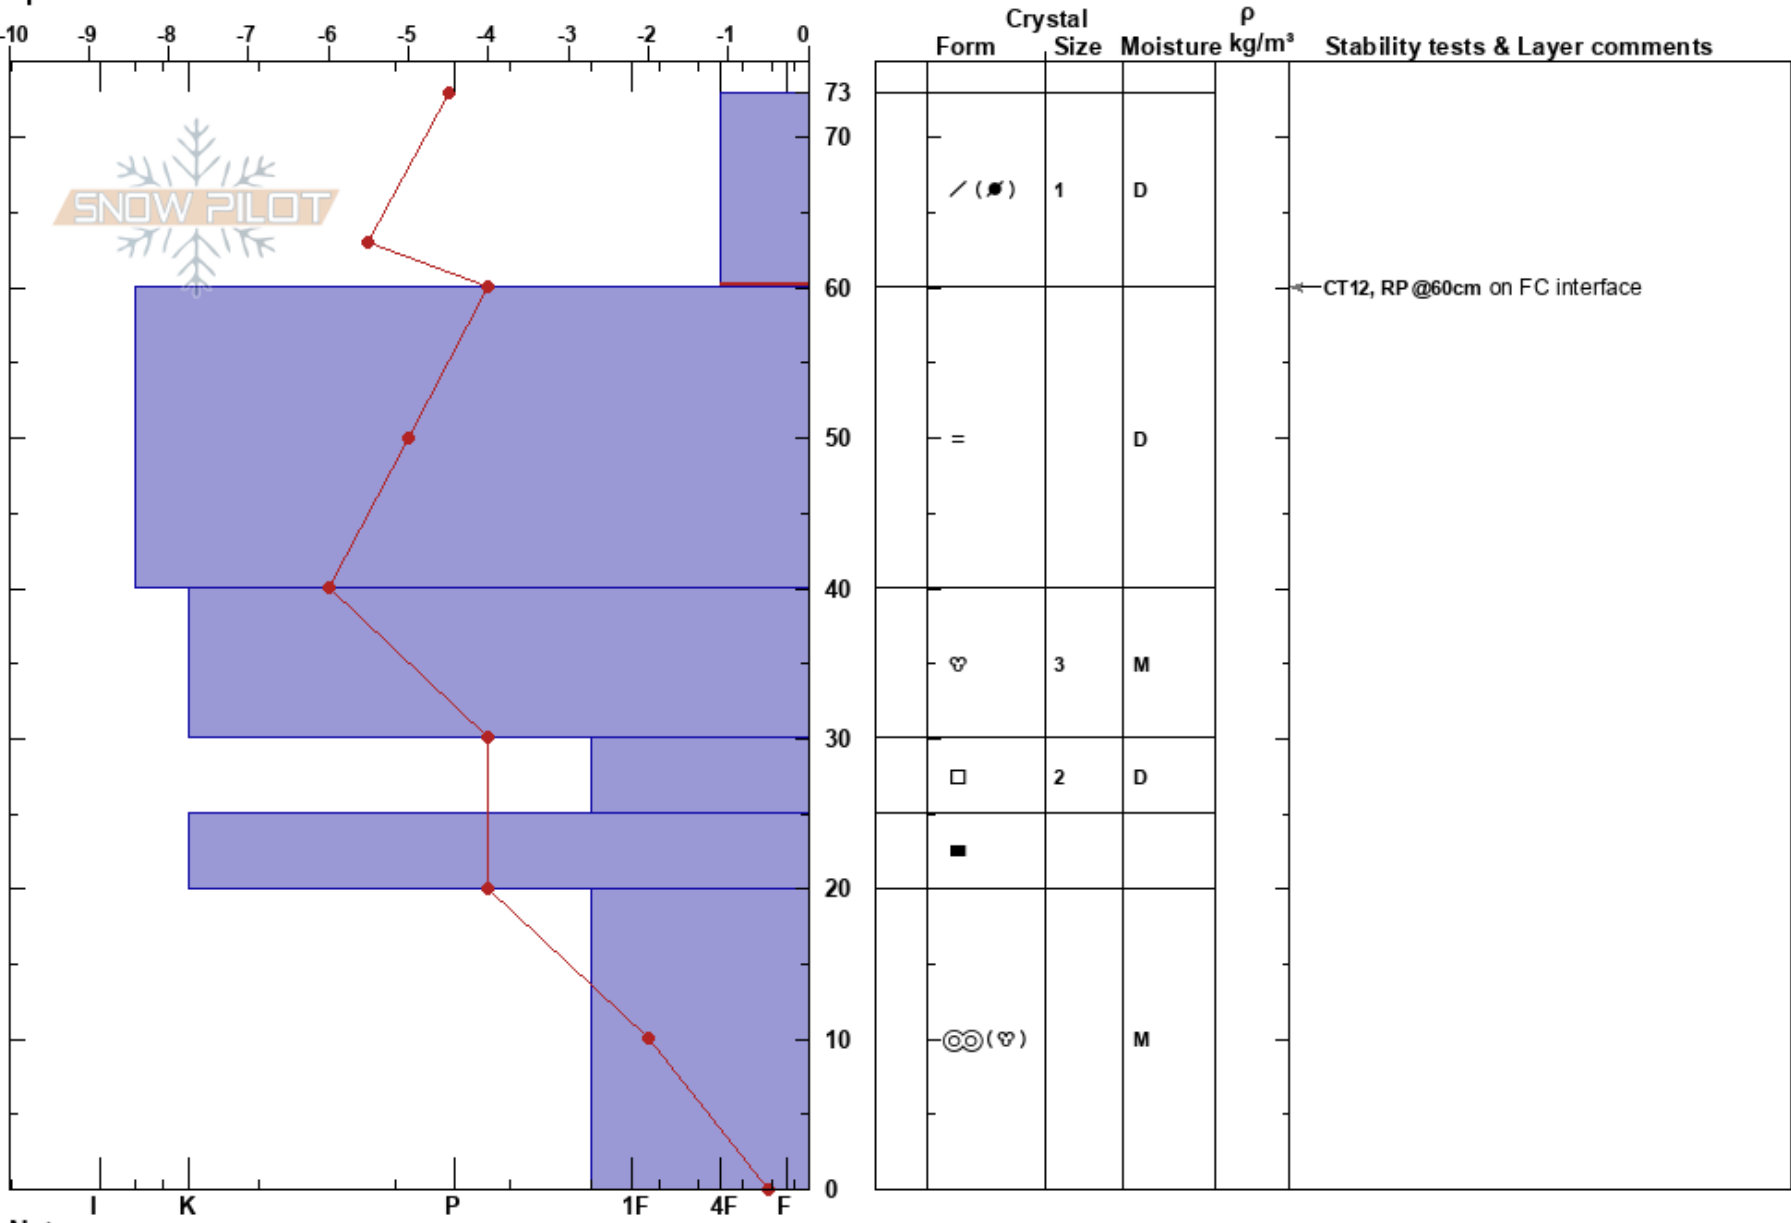 Crystal ρ
-10 -9 -8 -7 -6 -5 -4 -3 -2 -1 0 Form Size Moisture kg/m³ Stability tests & Layer comments
73
70
SNOW PILOT
/ ( ) 1 D
60 CT12, RP @60cm on FC interface
50 = D
40
3 M
30
□ 2 D
■
20
10 ( ) M
0
I K P 1F 4F F